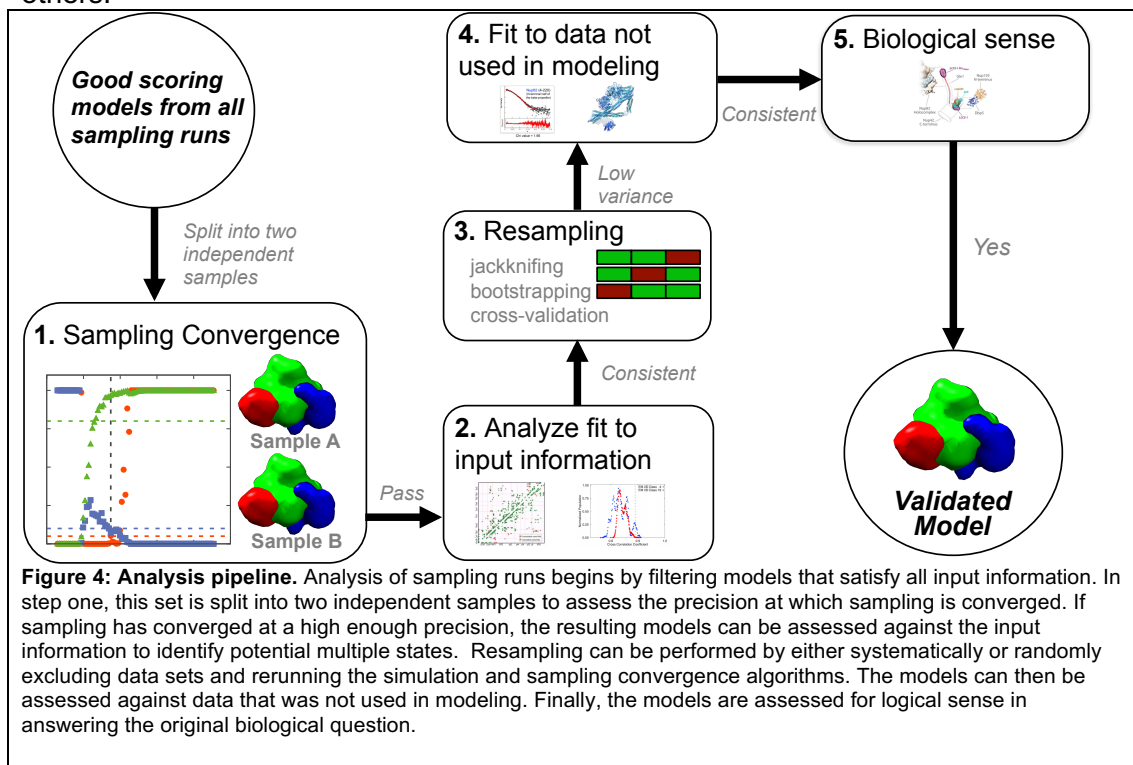 others.
Good scoring
models from all
sampling runs
Split into two
independent
samples
1. Sampling Convergence
Sample A
Sample B
Pass
2. Analyze fit to
input information
Consistent
3. Resampling
jackknifing
bootstrapping
cross-validation
Low
variance
4. Fit to data not
used in modeling
Consistent
5. Biological sense
Yes
Validated
Model
Figure 4: Analysis pipeline. Analysis of sampling runs begins by filtering models that satisfy all input information. In
step one, this set is split into two independent samples to assess the precision at which sampling is converged. If
sampling has converged at a high enough precision, the resulting models can be assessed against the input
information to identify potential multiple states.  Resampling can be performed by either systematically or randomly
excluding data sets and rerunning the simulation and sampling convergence algorithms. The models can then be
assessed against data that was not used in modeling. Finally, the models are assessed for logical sense in
answering the original biological question.